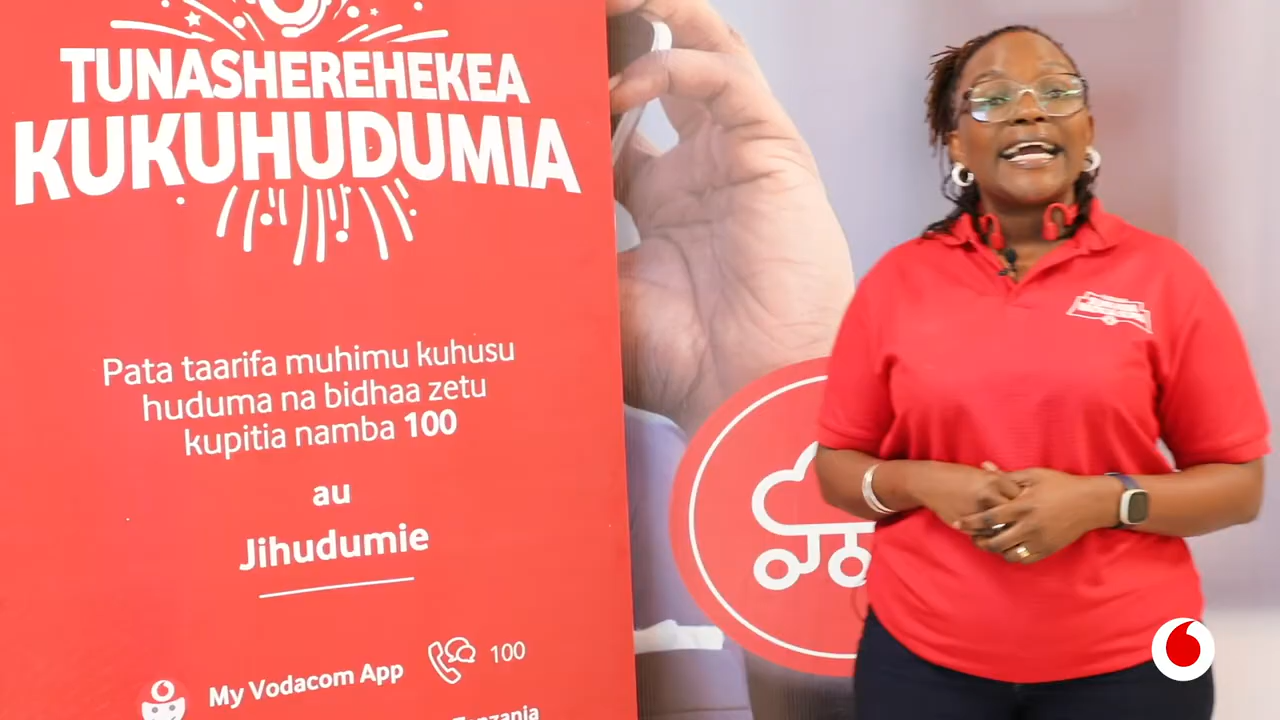 TUNASHEREHEKEA
KUKUHUDUMIA
Pata taarifa muhimu kuhusu
huduma na bidhaa zetu
kupitia namba 100
au
Jihudumie
My Vodacom App
100
Tanzania